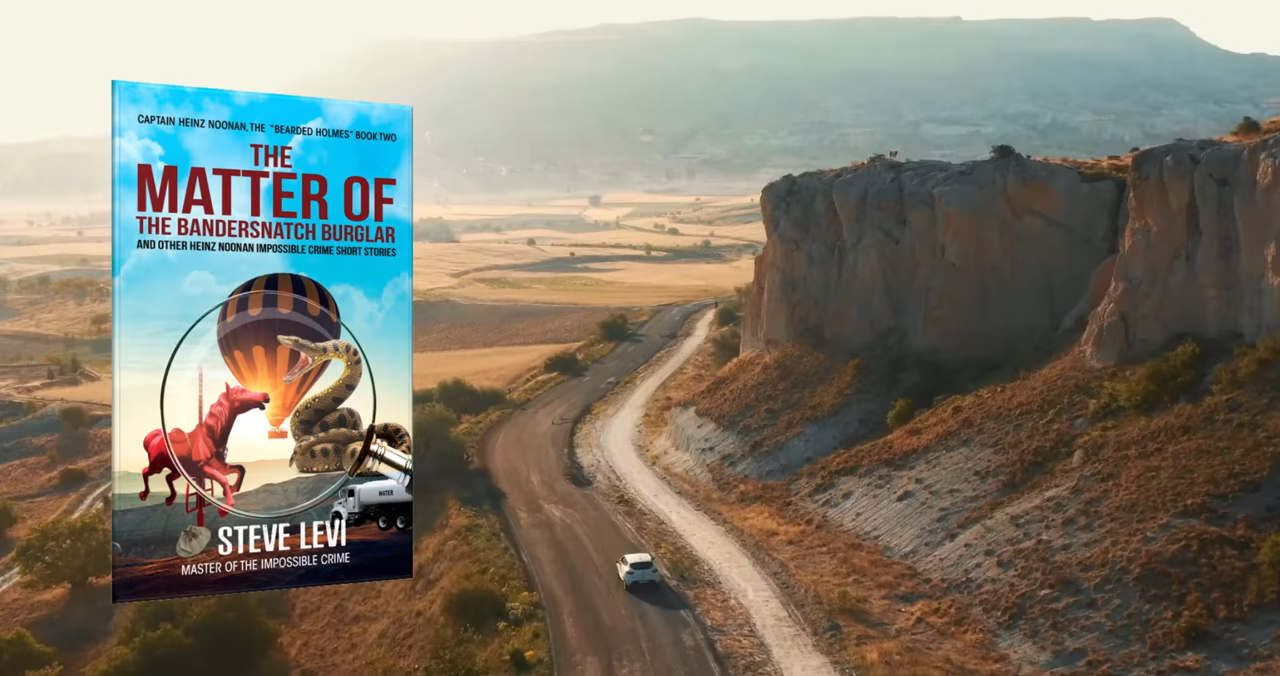 CAPTAIN HEINZ NOONAN, THE "BEARDED HOLMES" BOOK TWO
THE
MATTER OF
THE BANDERSNATCH BURGLAR
AND OTHER HEINZ NOONAN IMPOSSIBLE CRIME SHORT STORIES
WATER
STEVE LEVI
MASTER OF THE IMPOSSIBLE CRIME